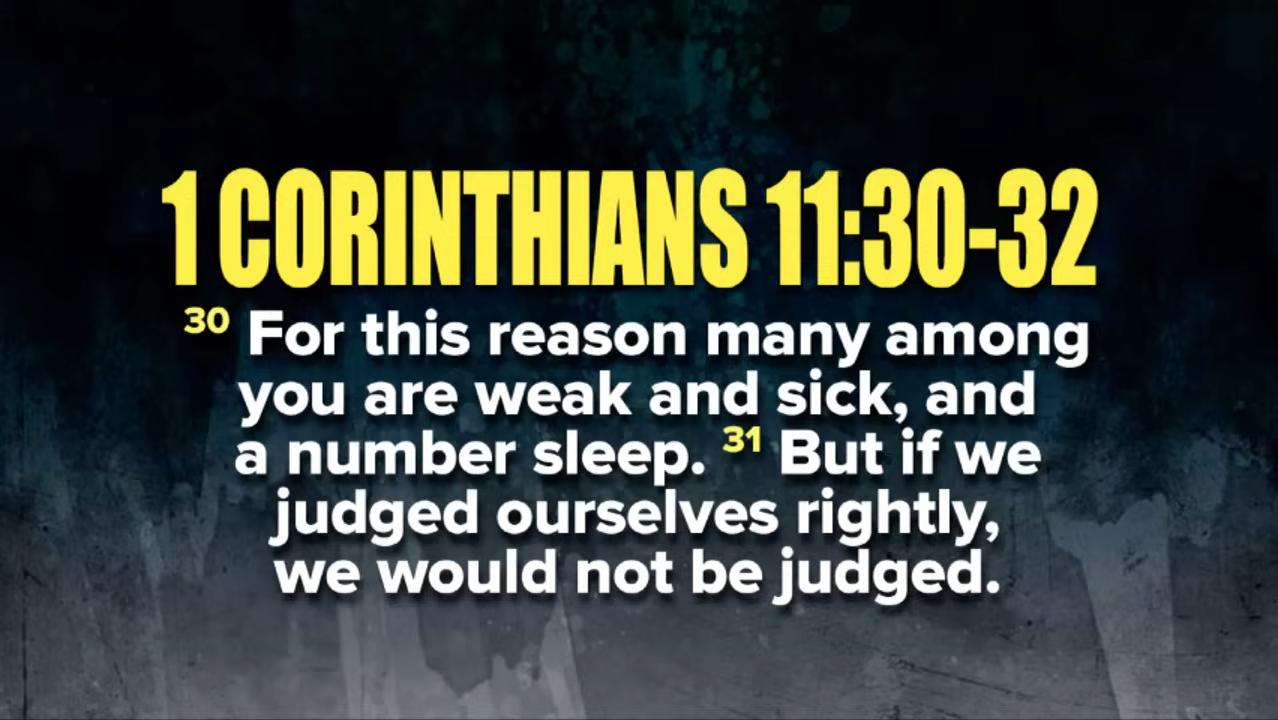 1 CORINTHIANS 11:30-32
30 For this reason many among
you are weak and sick, and
a number sleep. 31 But if we
judged ourselves rightly,
we would not be judged.